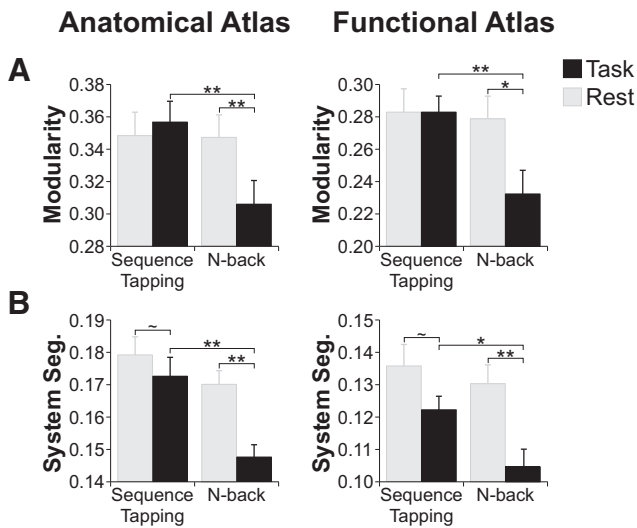 Anatomical Atlas Functional Atlas
A
Modularity
0.38
0.36
0.34
0.32
0.30
0.28
** 
**
Sequence Tapping
N-back
Modularity
0.30
0.28
0.26
0.24
0.22
0.20
**
*
Sequence Tapping
N-back
Task
Rest
B
System Seg.
0.19
0.18
0.17
0.15
0.14
~
**
**
Sequence Tapping
N-back
System Seg.
0.15
0.14
0.13
0.12
0.11
0.10
~
*
**
Sequence Tapping
N-back